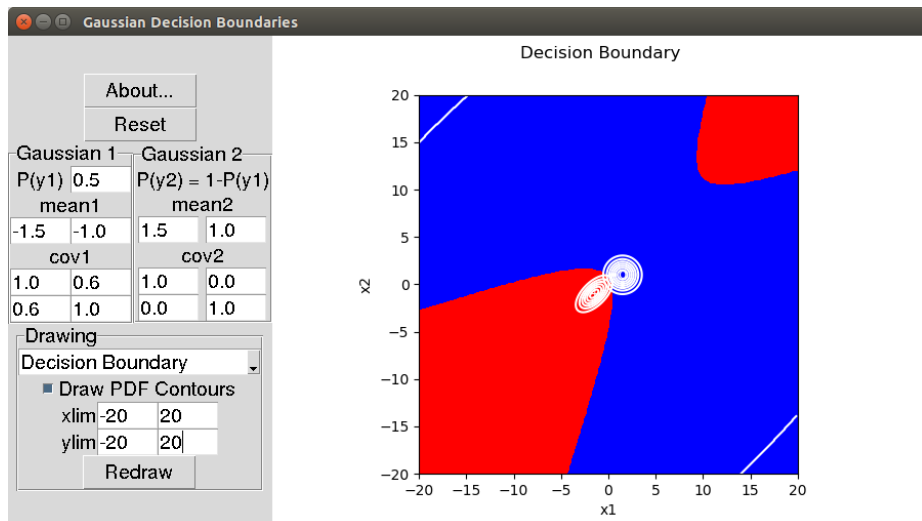 Gaussian Decision Boundaries
About...
Reset
Gaussian 1 Gaussian 2
P(y1) 0.5 P(y2) = 1-P(y1)
mean1 mean2
-1.5 -1.0 1.5 1.0
cov1 cov2
1.0 0.6 1.0 0.0
0.6 1.0 0.0 1.0
Drawing
Decision Boundary
Draw PDF Contours
xlim -20 20
ylim -20 20
Redraw
Decision Boundary
20
15
10
5
0
−5
−10
−15
−20
x2
−20 −15 −10 −5 0 5 10 15 20
x1